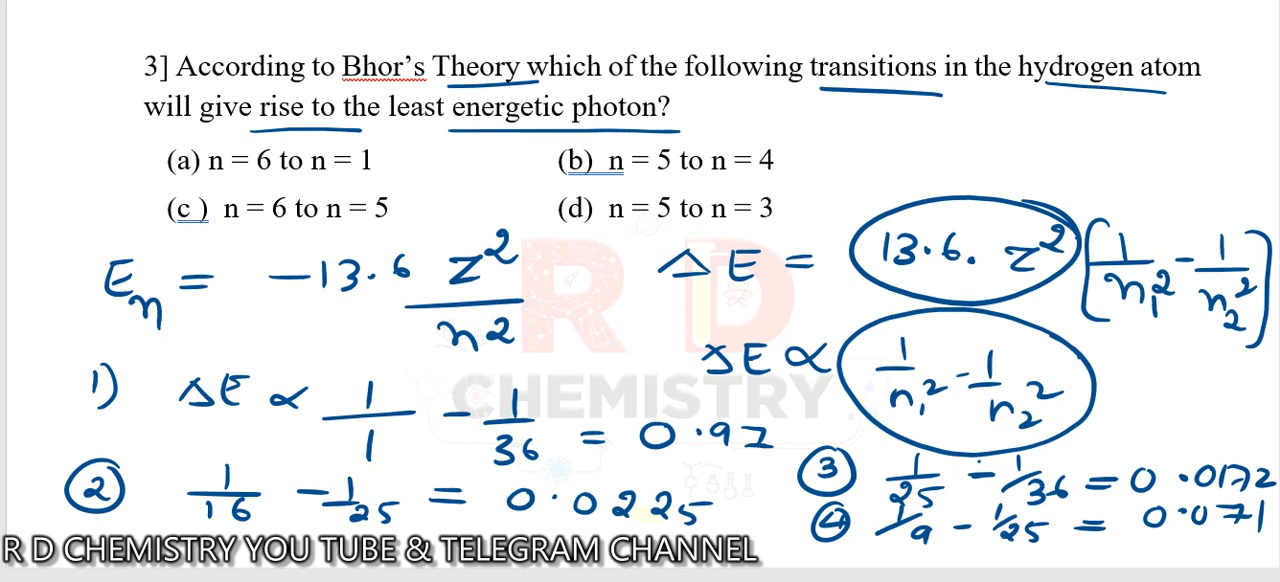 3] According to Bhor's Theory which of the following transitions in the hydrogen atom
will give rise to the least energetic photon?
(a) n = 6 to n = 1 (b) n = 5 to n = 4
(c ) n = 6 to n = 5 (d) n = 5 to n = 3
R D
CHEMISTRY
Eₙ = -13.6 z²/n² ΔE = 13.6. z² [1/n₁² - 1/n₂²]
ΔE ∝ 1/n₁² - 1/n₂²
1) ΔE ∝ 1/1 - 1/36 = 0.97
② 1/16 - 1/25 = 0.0225
③ 1/25 - 1/36 = 0.0122
④ 1/9 - 1/25 = 0.071
R D CHEMISTRY YOU TUBE & TELEGRAM CHANNEL